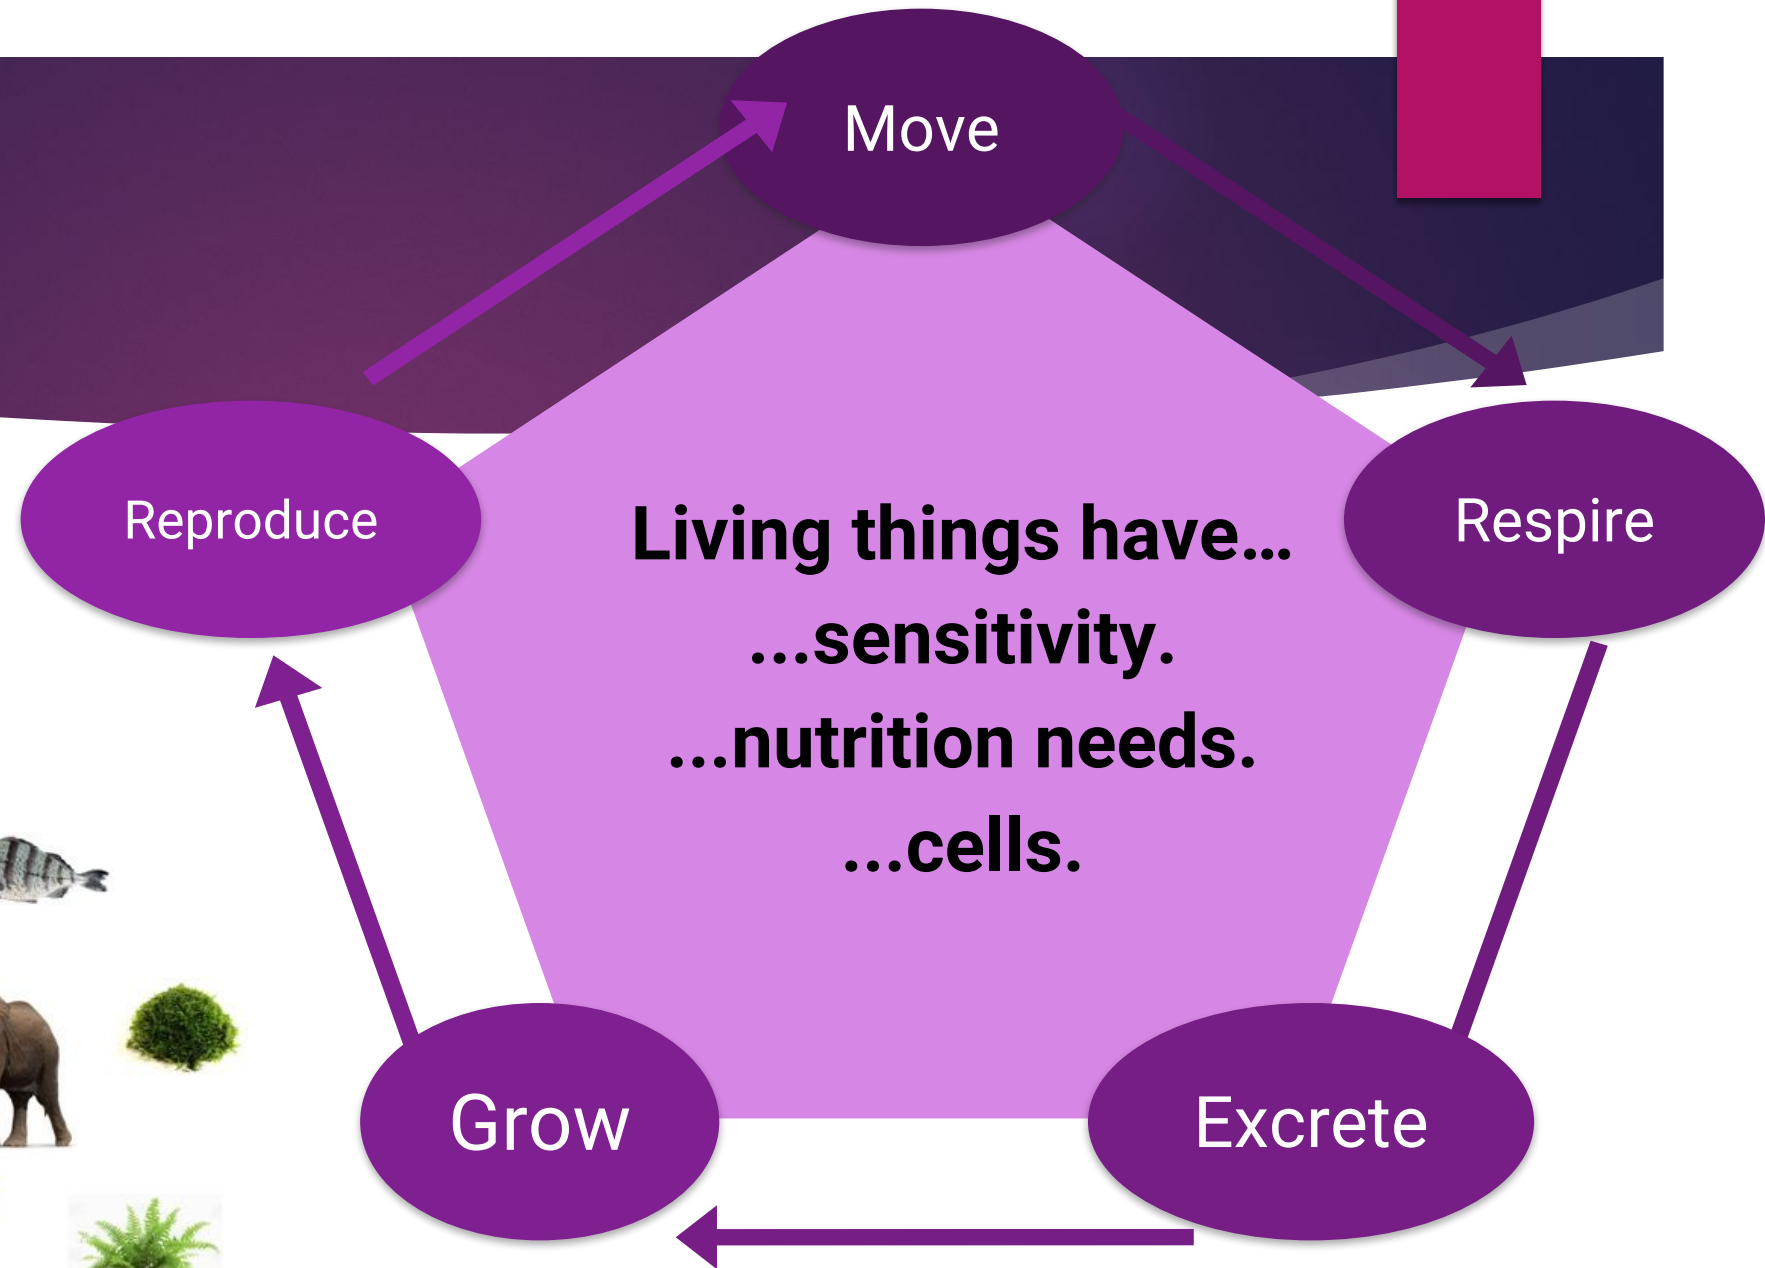 Move
Respire
Reproduce
Living things have...
...sensitivity.
...nutrition needs.
...cells.
Grow
Excrete